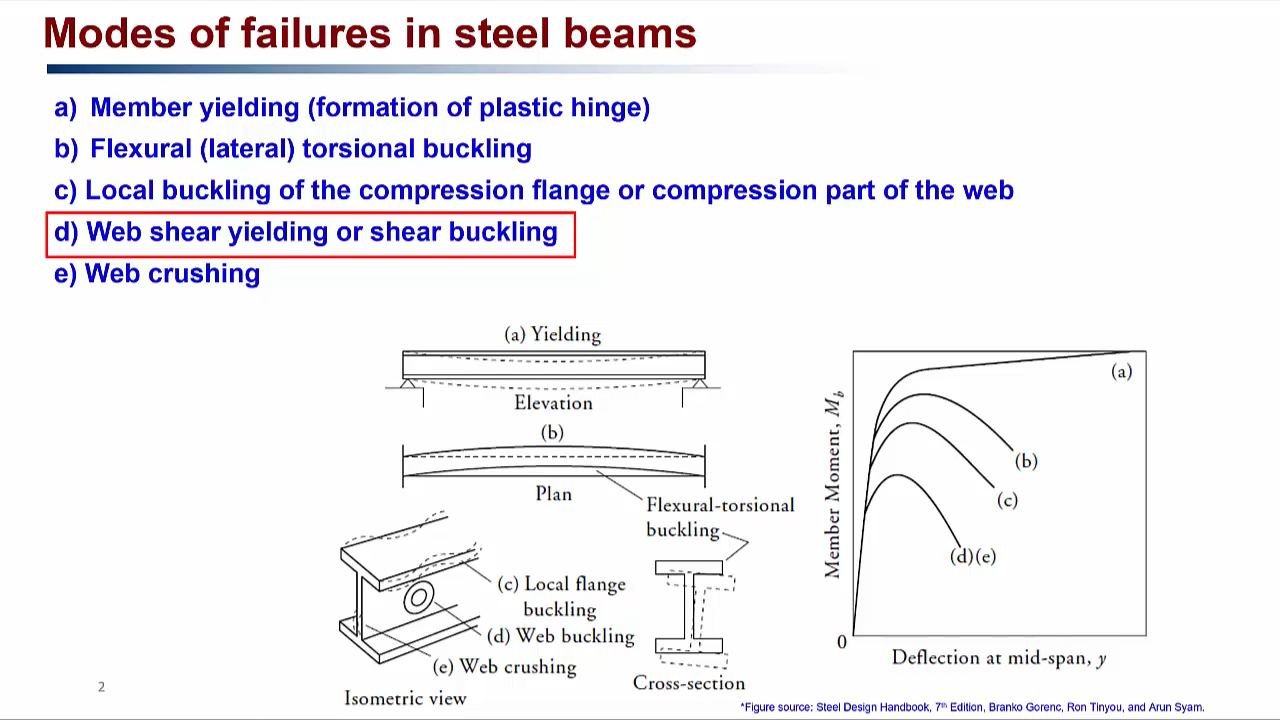 Modes of failures in steel beams
a) Member yielding (formation of plastic hinge)
b) Flexural (lateral) torsional buckling
c) Local buckling of the compression flange or compression part of the web
d) Web shear yielding or shear buckling
e) Web crushing
(a) Yielding
Elevation
(b)
Plan
Flexural-torsional
buckling
(c) Local flange
buckling
(d) Web buckling
(e) Web crushing
Isometric view
Cross-section
Member Moment, Mb
(a)
(b)
(c)
(d)(e)
0
Deflection at mid-span, y
2
*Figure source: Steel Design Handbook, 7th Edition, Branko Gorenc, Ron Tinyou, and Arun Syam.